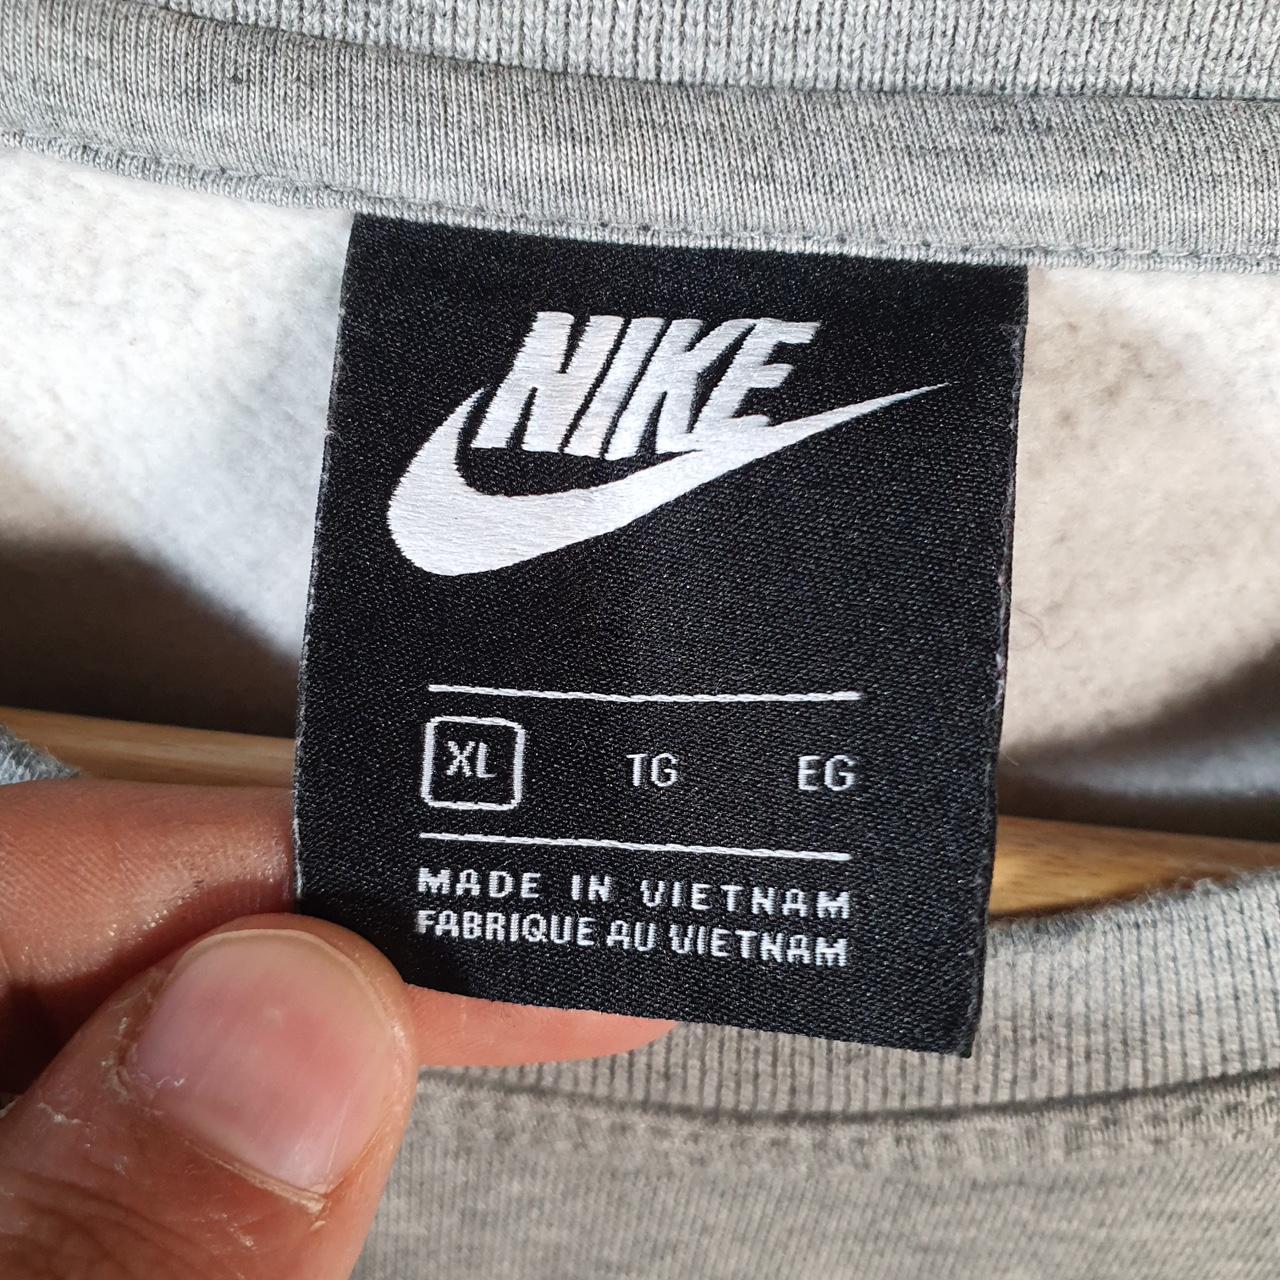 NIKE
XL TG EG
MADE IN VIETNAM
FABRIQUE AU VIETNAM